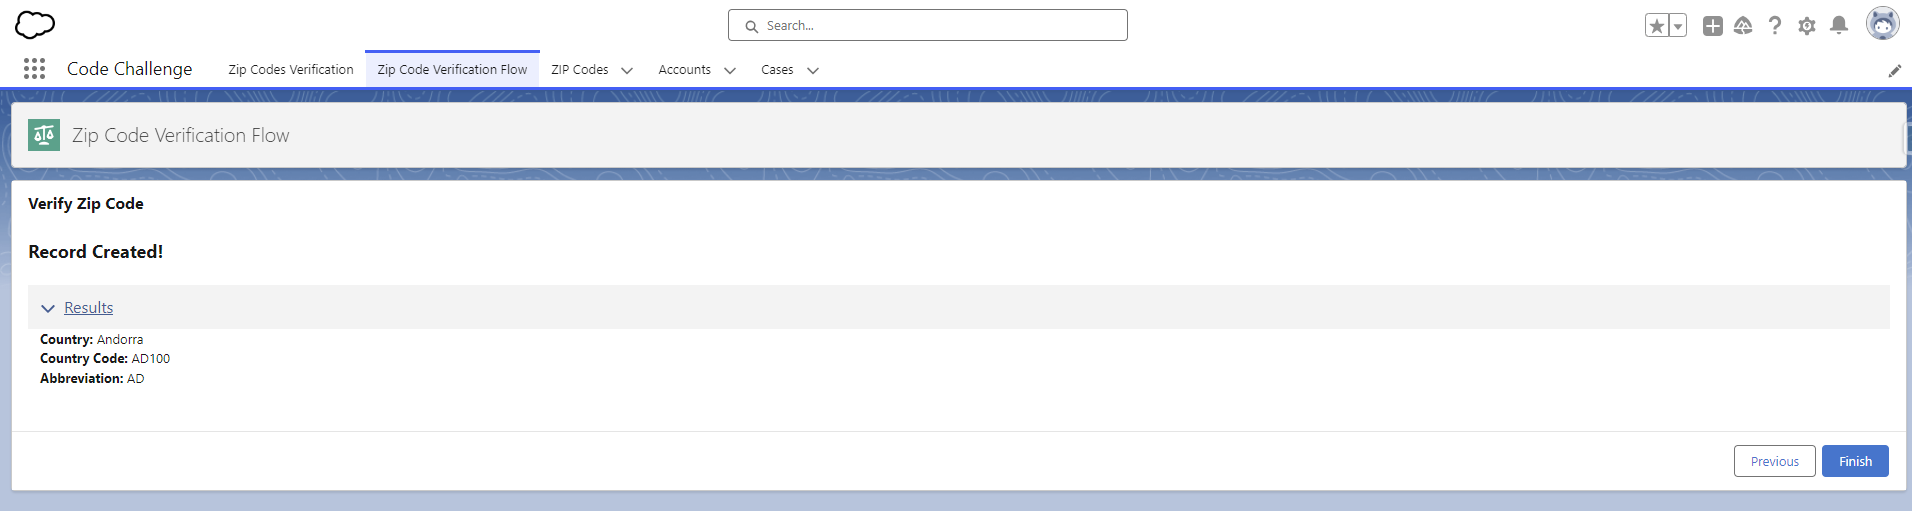 Search...
Code Challenge
Zip Codes Verification
Zip Code Verification Flow
ZIP Codes
Accounts
Cases
Zip Code Verification Flow
Verify Zip Code
Record Created!
Results
Country: Andorra
Country Code: AD100
Abbreviation: AD
Previous
Finish